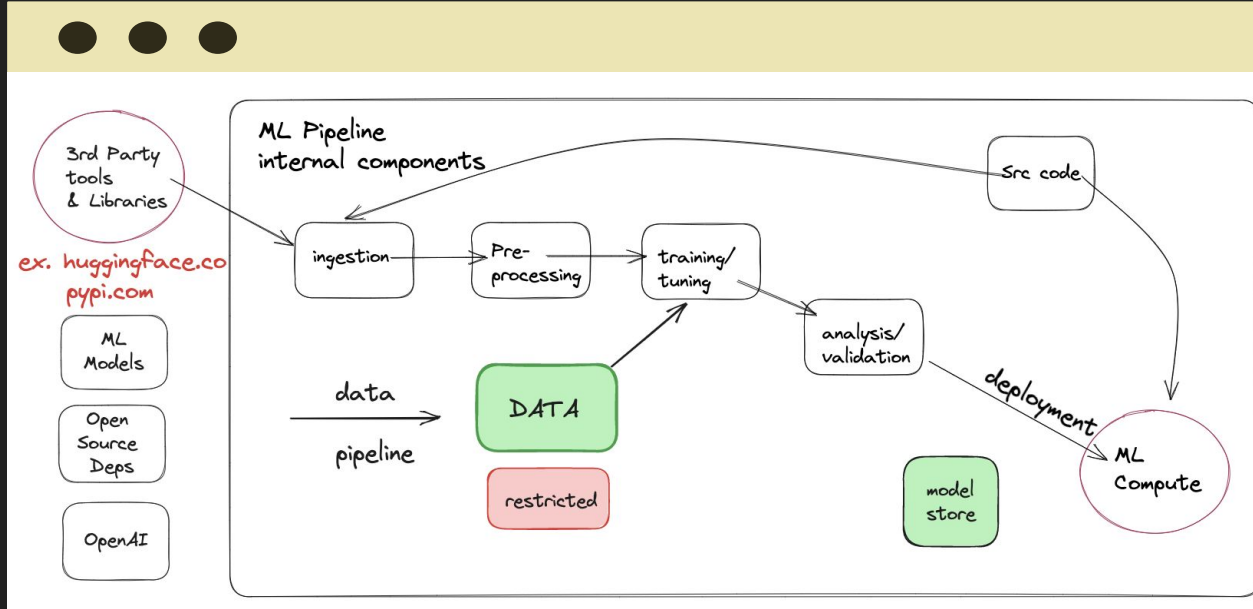 ML Pipeline
internal components
3rd Party
tools
& Libraries
ex. huggingface.co
pypi.com
ML
Models
Open
Source
Deps
OpenAI
Src code
ingestion
Pre-
processing
training/
tuning
analysis/
validation
data
pipeline
DATA
restricted
deployment
model
store
ML
Compute